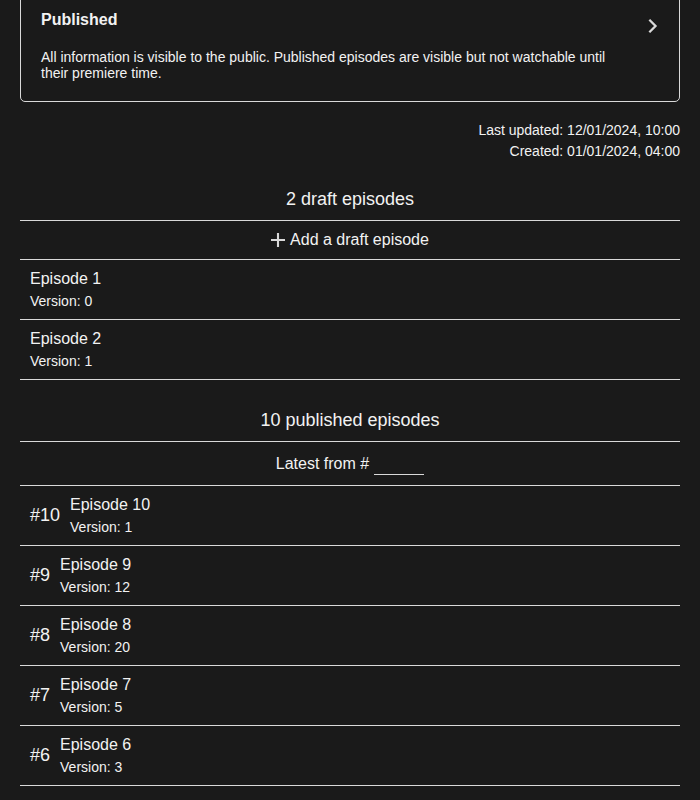 Published
All information is visible to the public. Published episodes are visible but not watchable until
their premiere time.
Last updated: 12/01/2024, 10:00
Created: 01/01/2024, 04:00
2 draft episodes
Add a draft episode
Episode 1
Version: 0
Episode 2
Version: 1
10 published episodes
Latest from #
#10
Episode 10
Version: 1
#9
Episode 9
Version: 12
#8
Episode 8
Version: 20
#7
Episode 7
Version: 5
#6
Episode 6
Version: 3